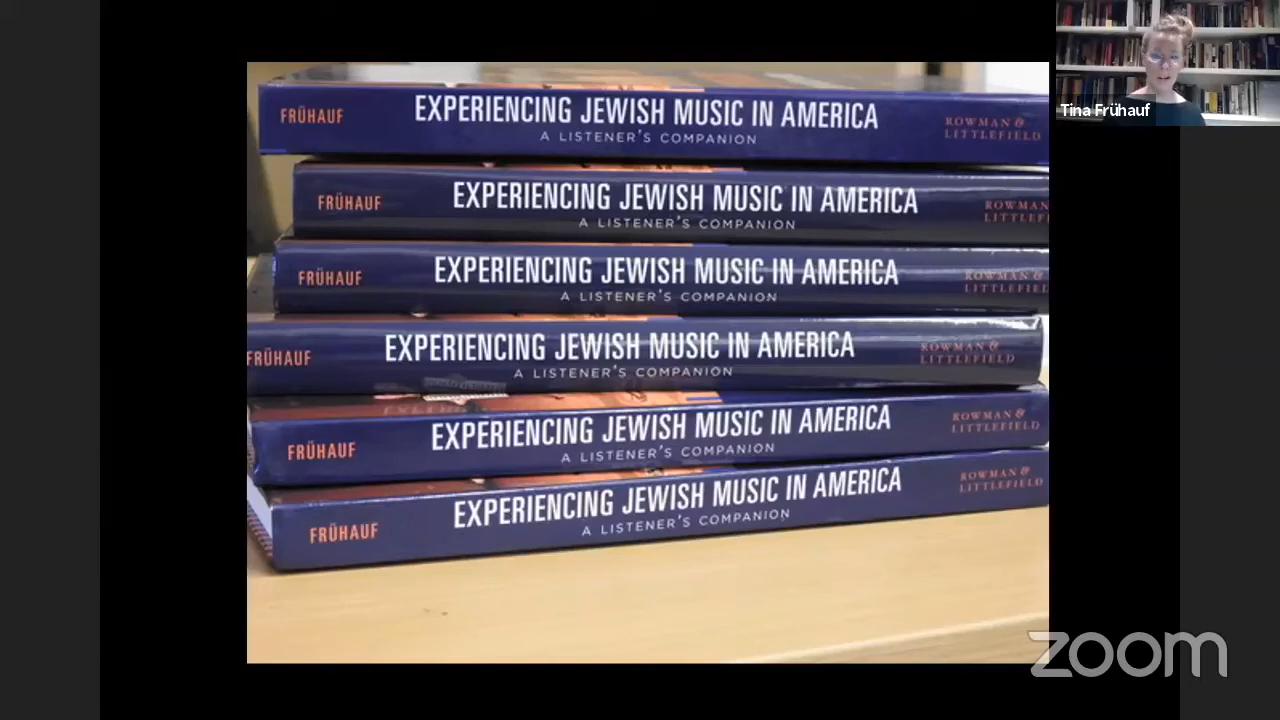 Tina Frühauf
FRÜHAUF
EXPERIENCING JEWISH MUSIC IN AMERICA
A LISTENER'S COMPANION
ROWMAN &
LITTLEFIELD
FRÜHAUF
EXPERIENCING JEWISH MUSIC IN AMERICA
A LISTENER'S COMPANION
ROWMAN
LITTLEF
FRÜHAUF
EXPERIENCING JEWISH MUSIC IN AMERICA
A LISTENER'S COMPANION
ROWMAN &
LITTLEFIEL
FRÜHAUF
EXPERIENCING JEWISH MUSIC IN AMERICA
A LISTENER'S COMPANION
ROWMAN &
LITTLEFIELD
FRÜHAUF
EXPERIENCING JEWISH MUSIC IN AMERICA
A LISTENER'S COMPANION
ROWMAN &
LITTLEFIELD
FRÜHAUF
EXPERIENCING JEWISH MUSIC IN AMERICA
A LISTENER'S COMPANION
ROWMAN &
LITTLEFIELD
zoom